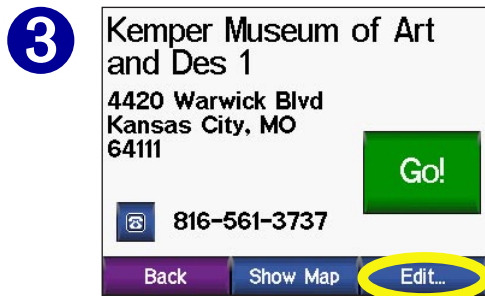 3
Kemper Museum of Art
and Des 1
4420 Warwick Blvd
Kansas City, MO
64111
Go!
816-561-3737
Back Show Map Edit...